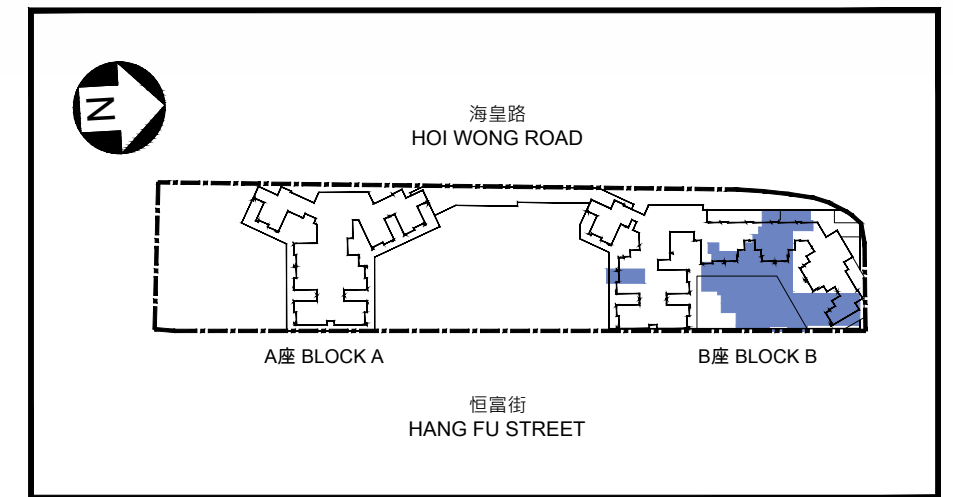 N
海皇路
HOI WONG ROAD
A座 BLOCK A
B座 BLOCK B
恒富街
HANG FU STREET